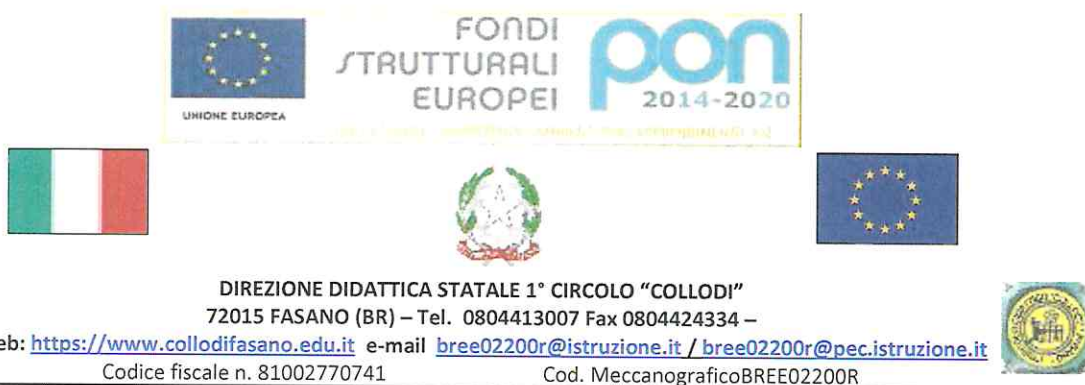 FONDI
STRUTTURALI
EUROPEI
pon
2014-2020
UNIONE EUROPEA
DIREZIONE DIDATTICA STATALE 1° CIRCOLO “COLLODI”
72015 FASANO (BR) – Tel. 0804413007 Fax 0804424334 –
eb: https://www.collodifasano.edu.it e-mail bree02200r@istruzione.it / bree02200r@pec.istruzione.it
Codice fiscale n. 81002770741 Cod. MeccanograficoBREE02200R